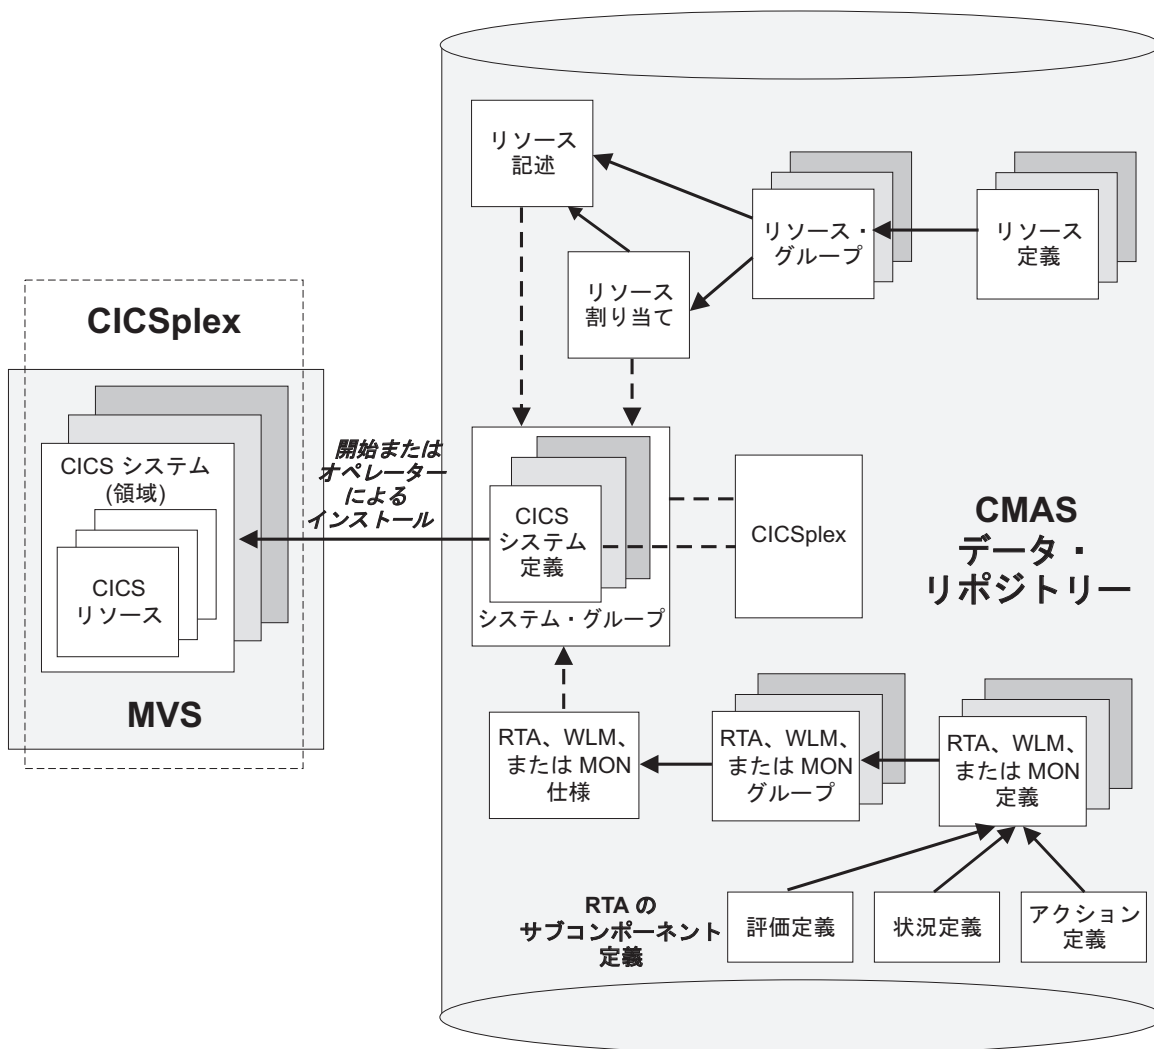 リソース
記述
リソース・
グループ
リソース
定義
リソース
割り当て
CICSplex
CICS システム
(領域)
CICS
リソース
MVS
開始または
オペレーター
による
インストール
CICS
システム
定義
システム・グループ
CICSplex
CMAS
データ・
リポジトリー
RTA、WLM、
または MON
仕様
RTA、WLM、
または MON
グループ
RTA、WLM、
または MON
定義
RTA の
サブコンポーネント
定義
評価定義
状況定義
アクション
定義